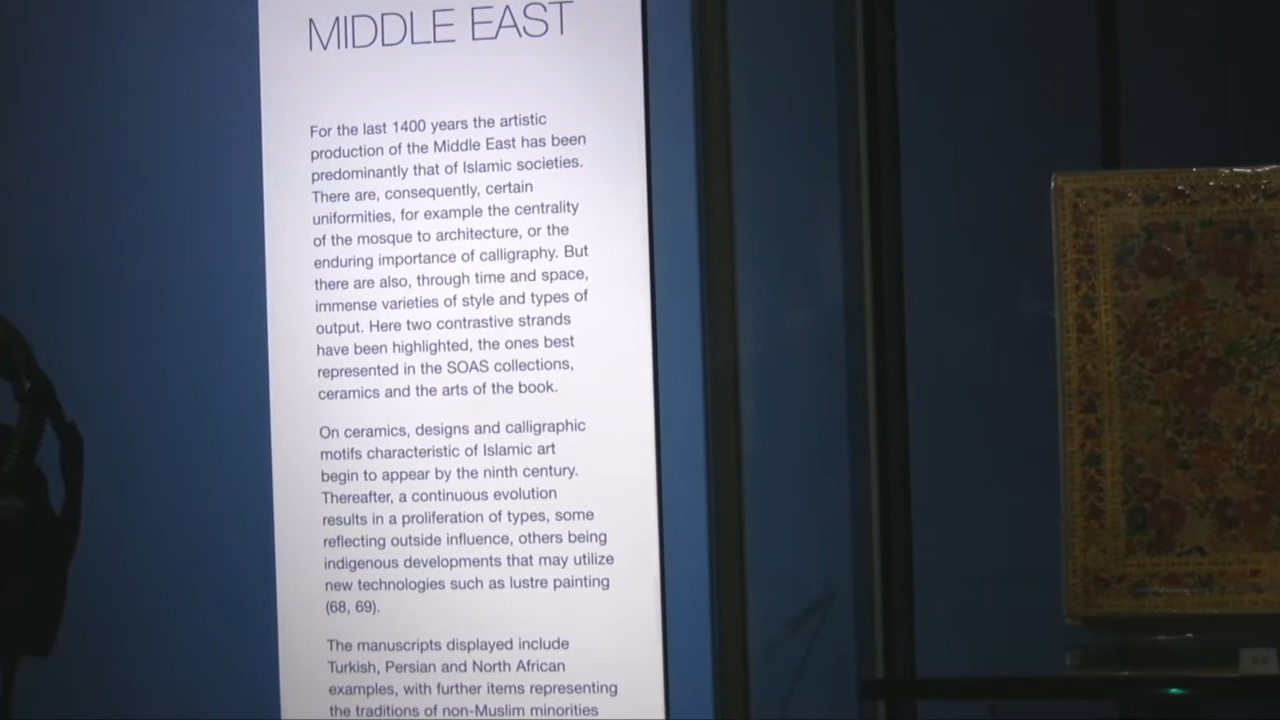 MIDDLE EAST
For the last 1400 years the artistic
production of the Middle East has been
predominantly that of Islamic societies.
There are, consequently, certain
uniformities, for example the centrality
of the mosque to architecture, or the
enduring importance of calligraphy. But
there are also, through time and space,
immense varieties of style and types of
output. Here two contrastive strands
have been highlighted, the ones best
represented in the SOAS collections,
ceramics and the arts of the book.
On ceramics, designs and calligraphic
motifs characteristic of Islamic art
begin to appear by the ninth century.
Thereafter, a continuous evolution
results in a proliferation of types, some
reflecting outside influence, others being
indigenous developments that may utilize
new technologies such as lustre painting
(68, 69).
The manuscripts displayed include
Turkish, Persian and North African
examples, with further items representing
the traditions of non-Muslim minorities